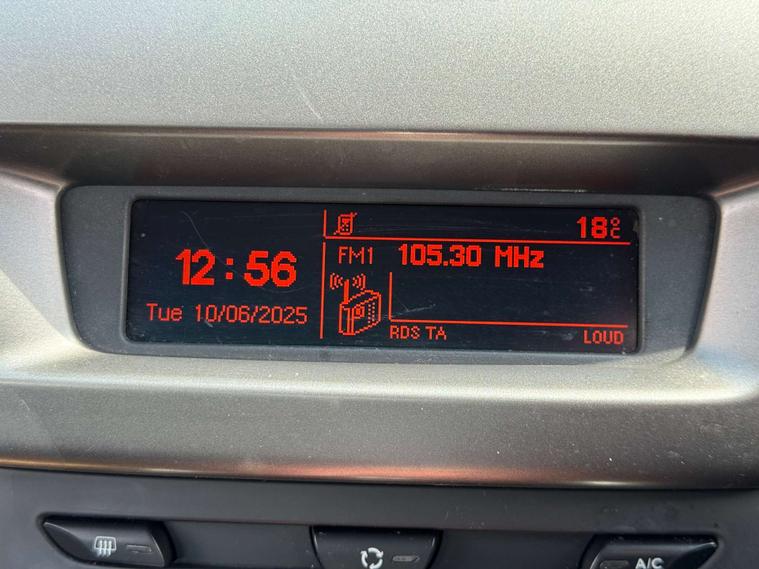 18°C
12:56
FM1 105.30 MHz
Tue 10/06/2025
RDS TA
LOUD
A/C